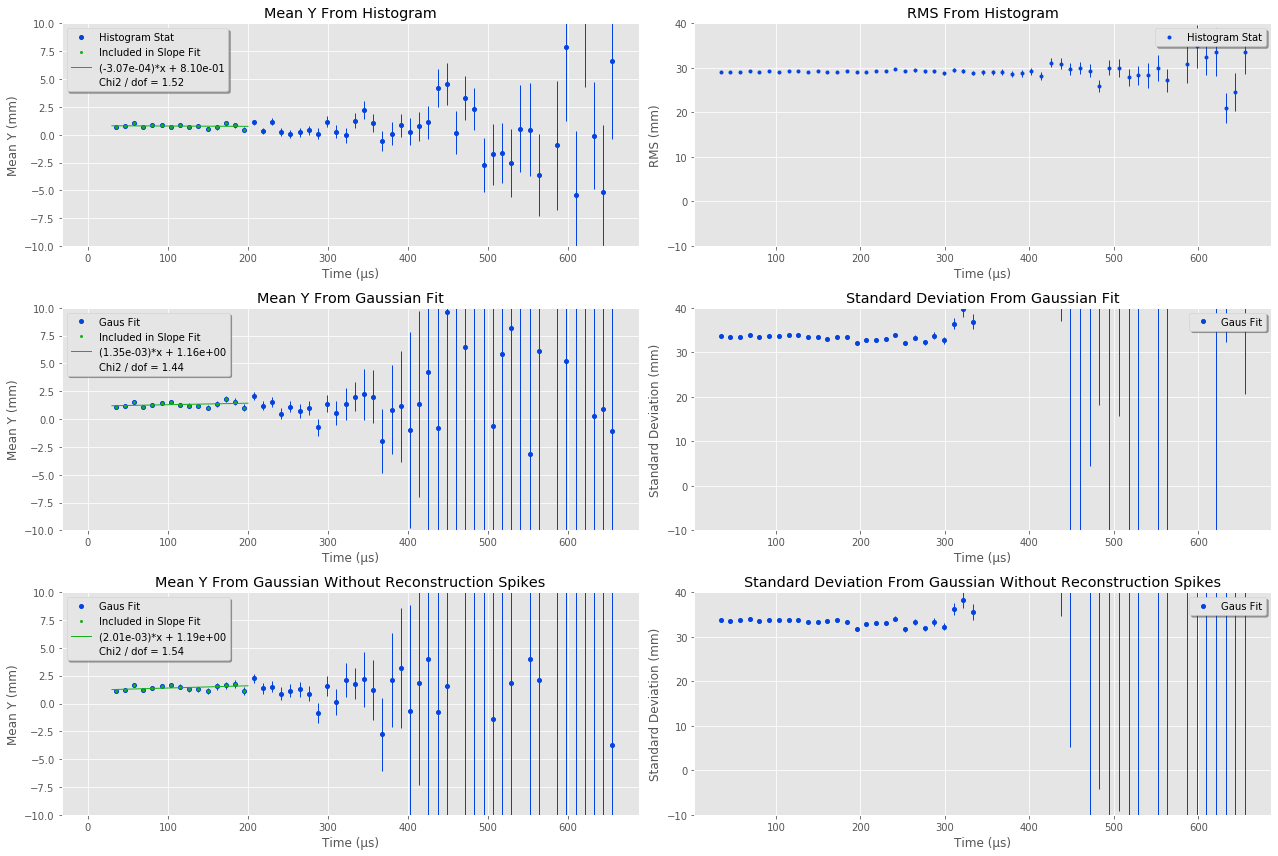 Mean Y From Histogram
10.0
7.5
5.0
2.5
0.0
−2.5
−5.0
−7.5
−10.0
Mean Y (mm)
Histogram Stat
Included in Slope Fit
(-3.07e-04)*x + 8.10e-01
Chi2 / dof = 1.52
0 100 200 300 400 500 600
Time (µs)
RMS From Histogram
40
30
20
10
0
−10
RMS (mm)
Histogram Stat
100 200 300 400 500 600
Time (µs)
Mean Y From Gaussian Fit
10.0
7.5
5.0
2.5
0.0
−2.5
−5.0
−7.5
−10.0
Mean Y (mm)
Gaus Fit
Included in Slope Fit
(1.35e-03)*x + 1.16e+00
Chi2 / dof = 1.44
0 100 200 300 400 500 600
Time (µs)
Standard Deviation From Gaussian Fit
40
30
20
10
0
−10
Standard Deviation (mm)
Gaus Fit
100 200 300 400 500 600
Time (µs)
Mean Y From Gaussian Without Reconstruction Spikes
10.0
7.5
5.0
2.5
0.0
−2.5
−5.0
−7.5
−10.0
Mean Y (mm)
Gaus Fit
Included in Slope Fit
(2.01e-03)*x + 1.19e+00
Chi2 / dof = 1.54
0 100 200 300 400 500 600
Time (µs)
Standard Deviation From Gaussian Without Reconstruction Spikes
40
30
20
10
0
−10
Standard Deviation (mm)
Gaus Fit
100 200 300 400 500 600
Time (µs)